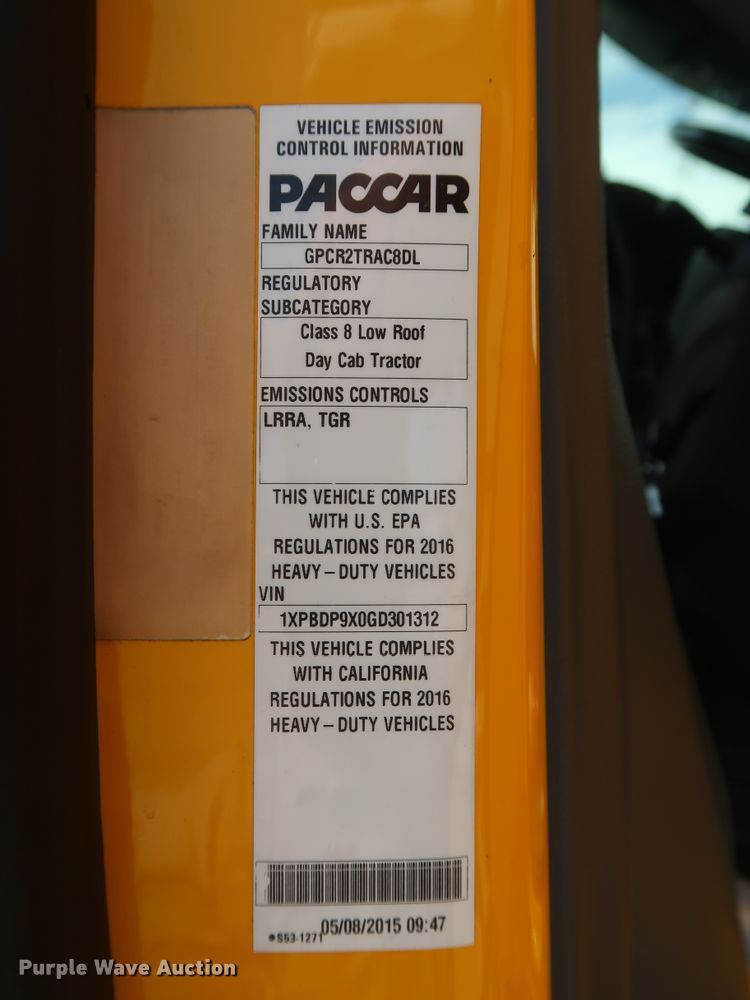 VEHICLE EMISSION
CONTROL INFORMATION
PACCAR
FAMILY NAME
GPCR2TRAC8DL
REGULATORY
SUBCATEGORY
Class 8 Low Roof
Day Cab Tractor
EMISSIONS CONTROLS
LRRA, TGR
THIS VEHICLE COMPLIES
WITH U.S. EPA
REGULATIONS FOR 2016
HEAVY–DUTY VEHICLES
VIN
1XPBDP9X0GD301312
THIS VEHICLE COMPLIES
WITH CALIFORNIA
REGULATIONS FOR 2016
HEAVY–DUTY VEHICLES
*S53-1271 05/08/2015 09:47
Purple Wave Auction